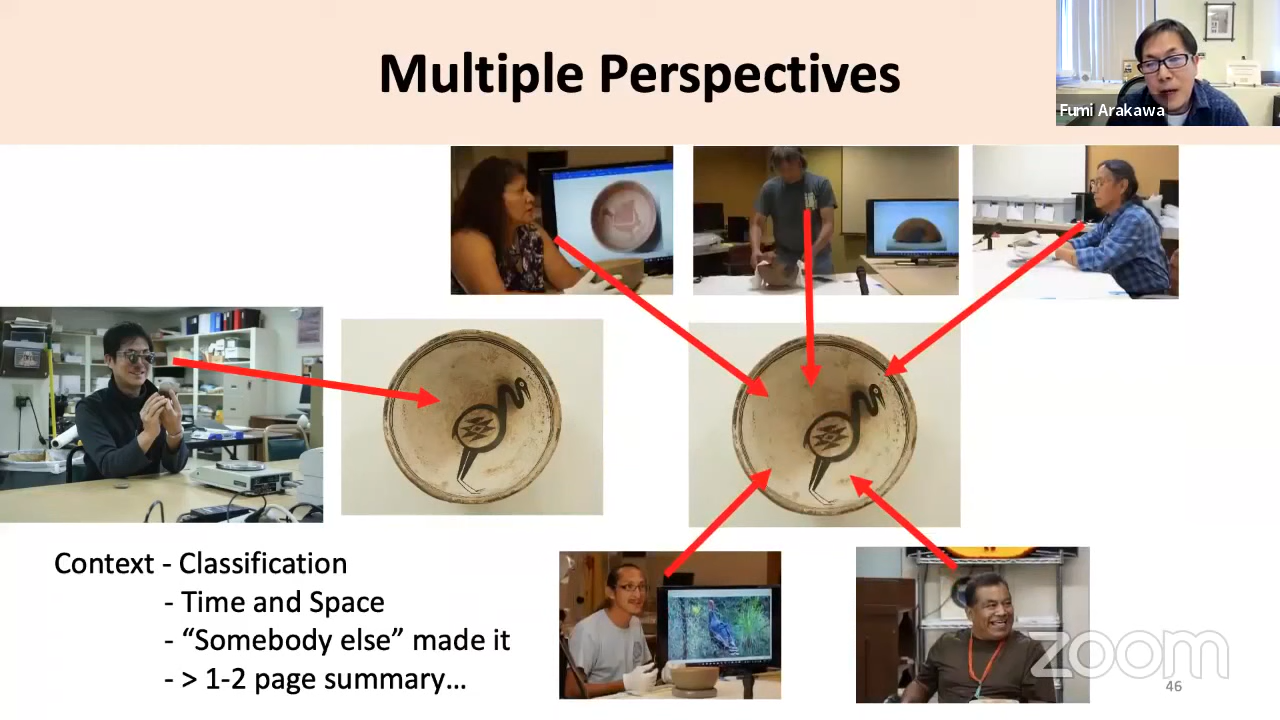 Multiple Perspectives
Fumi Arakawa
Context - Classification
- Time and Space
- “Somebody else” made it
- > 1-2 page summary…
zoom
46